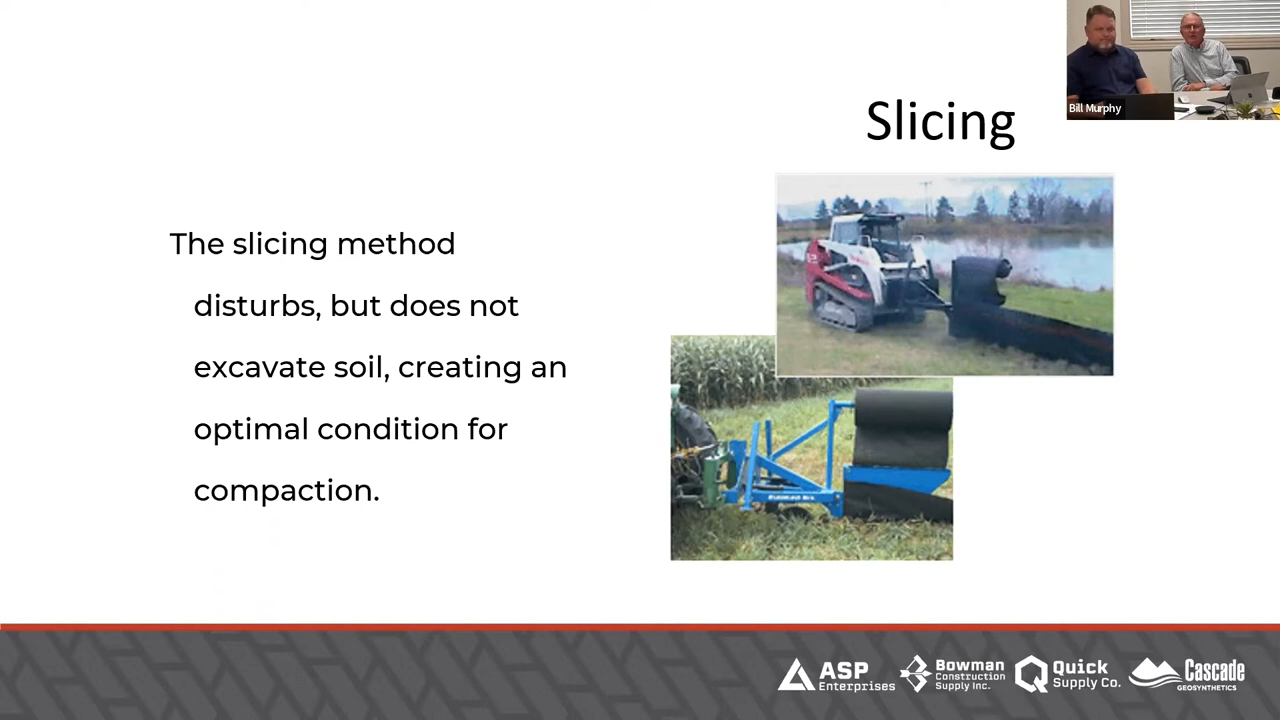 Bill Murphy
Slicing
The slicing method
disturbs, but does not
excavate soil, creating an
optimal condition for
compaction.
ASP
Enterprises
Bowman
Construction
Supply Inc.
Quick
Supply Co.
Cascade
GEOSYNTHETICS